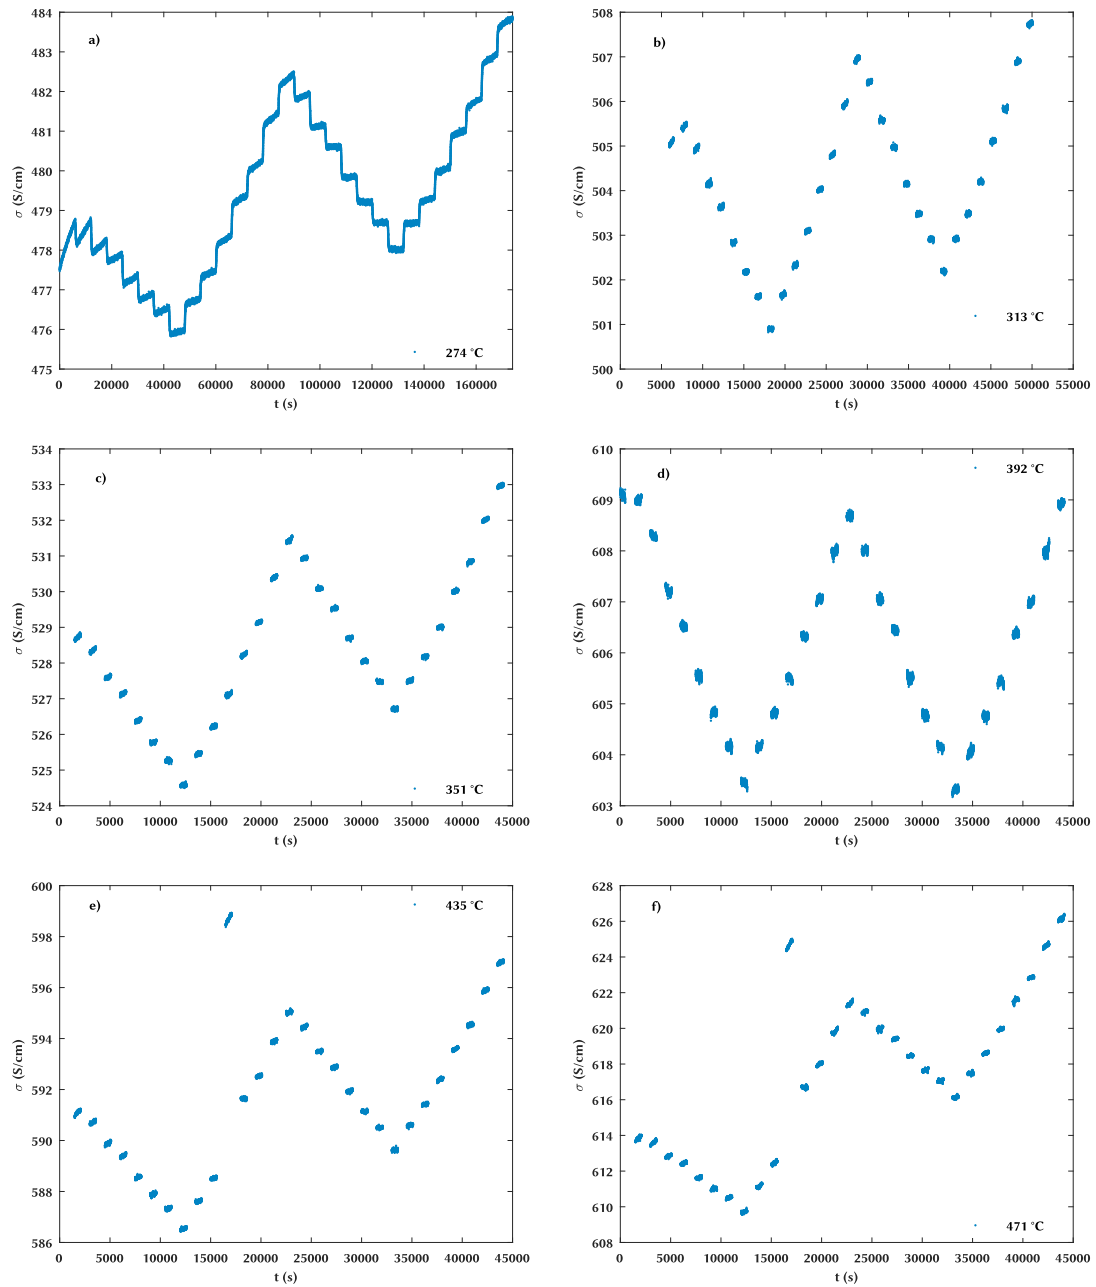 a)
σ (S/cm)
484
483
482
481
480
479
478
477
476
475
274 °C
0 20000 40000 60000 80000 100000 120000 140000 160000
t (s)
b)
σ (S/cm)
508
507
506
505
504
503
502
501
500
313 °C
0 5000 10000 15000 20000 25000 30000 35000 40000 45000 50000 55000
t (s)
c)
σ (S/cm)
534
533
532
531
530
529
528
527
526
525
524
351 °C
0 5000 10000 15000 20000 25000 30000 35000 40000 45000
t (s)
d)
392 °C
σ (S/cm)
610
609
608
607
606
605
604
603
0 5000 10000 15000 20000 25000 30000 35000 40000 45000
t (s)
e)
435 °C
σ (S/cm)
600
598
596
594
592
590
588
586
0 5000 10000 15000 20000 25000 30000 35000 40000 45000
t (s)
f)
σ (S/cm)
628
626
624
622
620
618
616
614
612
610
608
471 °C
0 5000 10000 15000 20000 25000 30000 35000 40000 45000
t (s)